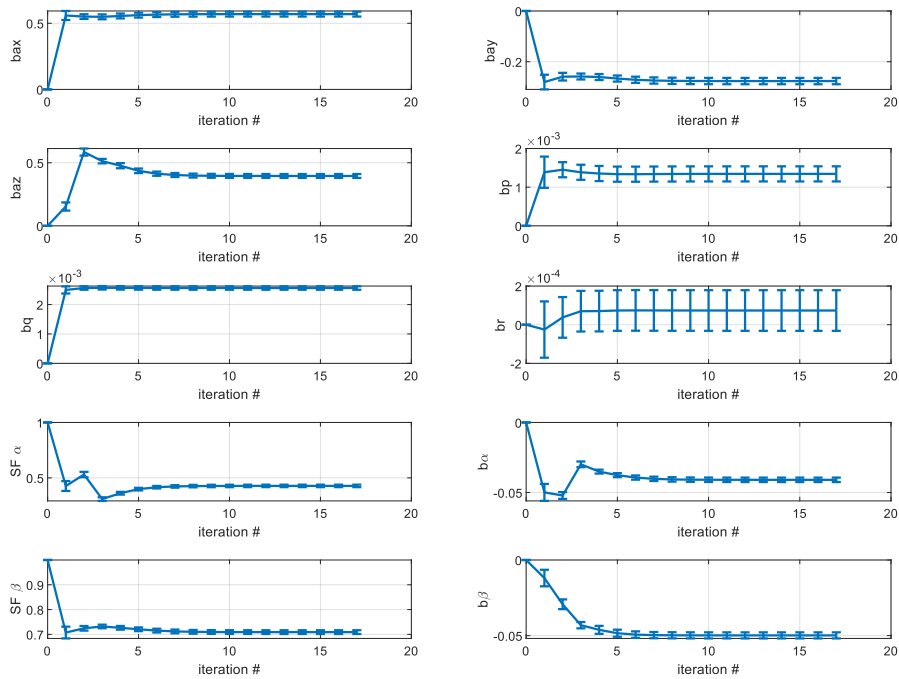 0.5
0
bax
0 5 10 15 20
iteration #
0
-0.2
bay
0 5 10 15 20
iteration #
0.5
0
baz
0 5 10 15 20
iteration #
2 ×10-3
1
0
bp
0 5 10 15 20
iteration #
×10-3
2
1
0
bq
0 5 10 15 20
iteration #
2 ×10-4
0
-2
br
0 5 10 15 20
iteration #
1
0.5
SF α
0 5 10 15 20
iteration #
0
-0.05
bα
0 5 10 15 20
iteration #
0.9
0.8
0.7
SF β
0 5 10 15 20
iteration #
0
-0.05
bβ
0 5 10 15 20
iteration #